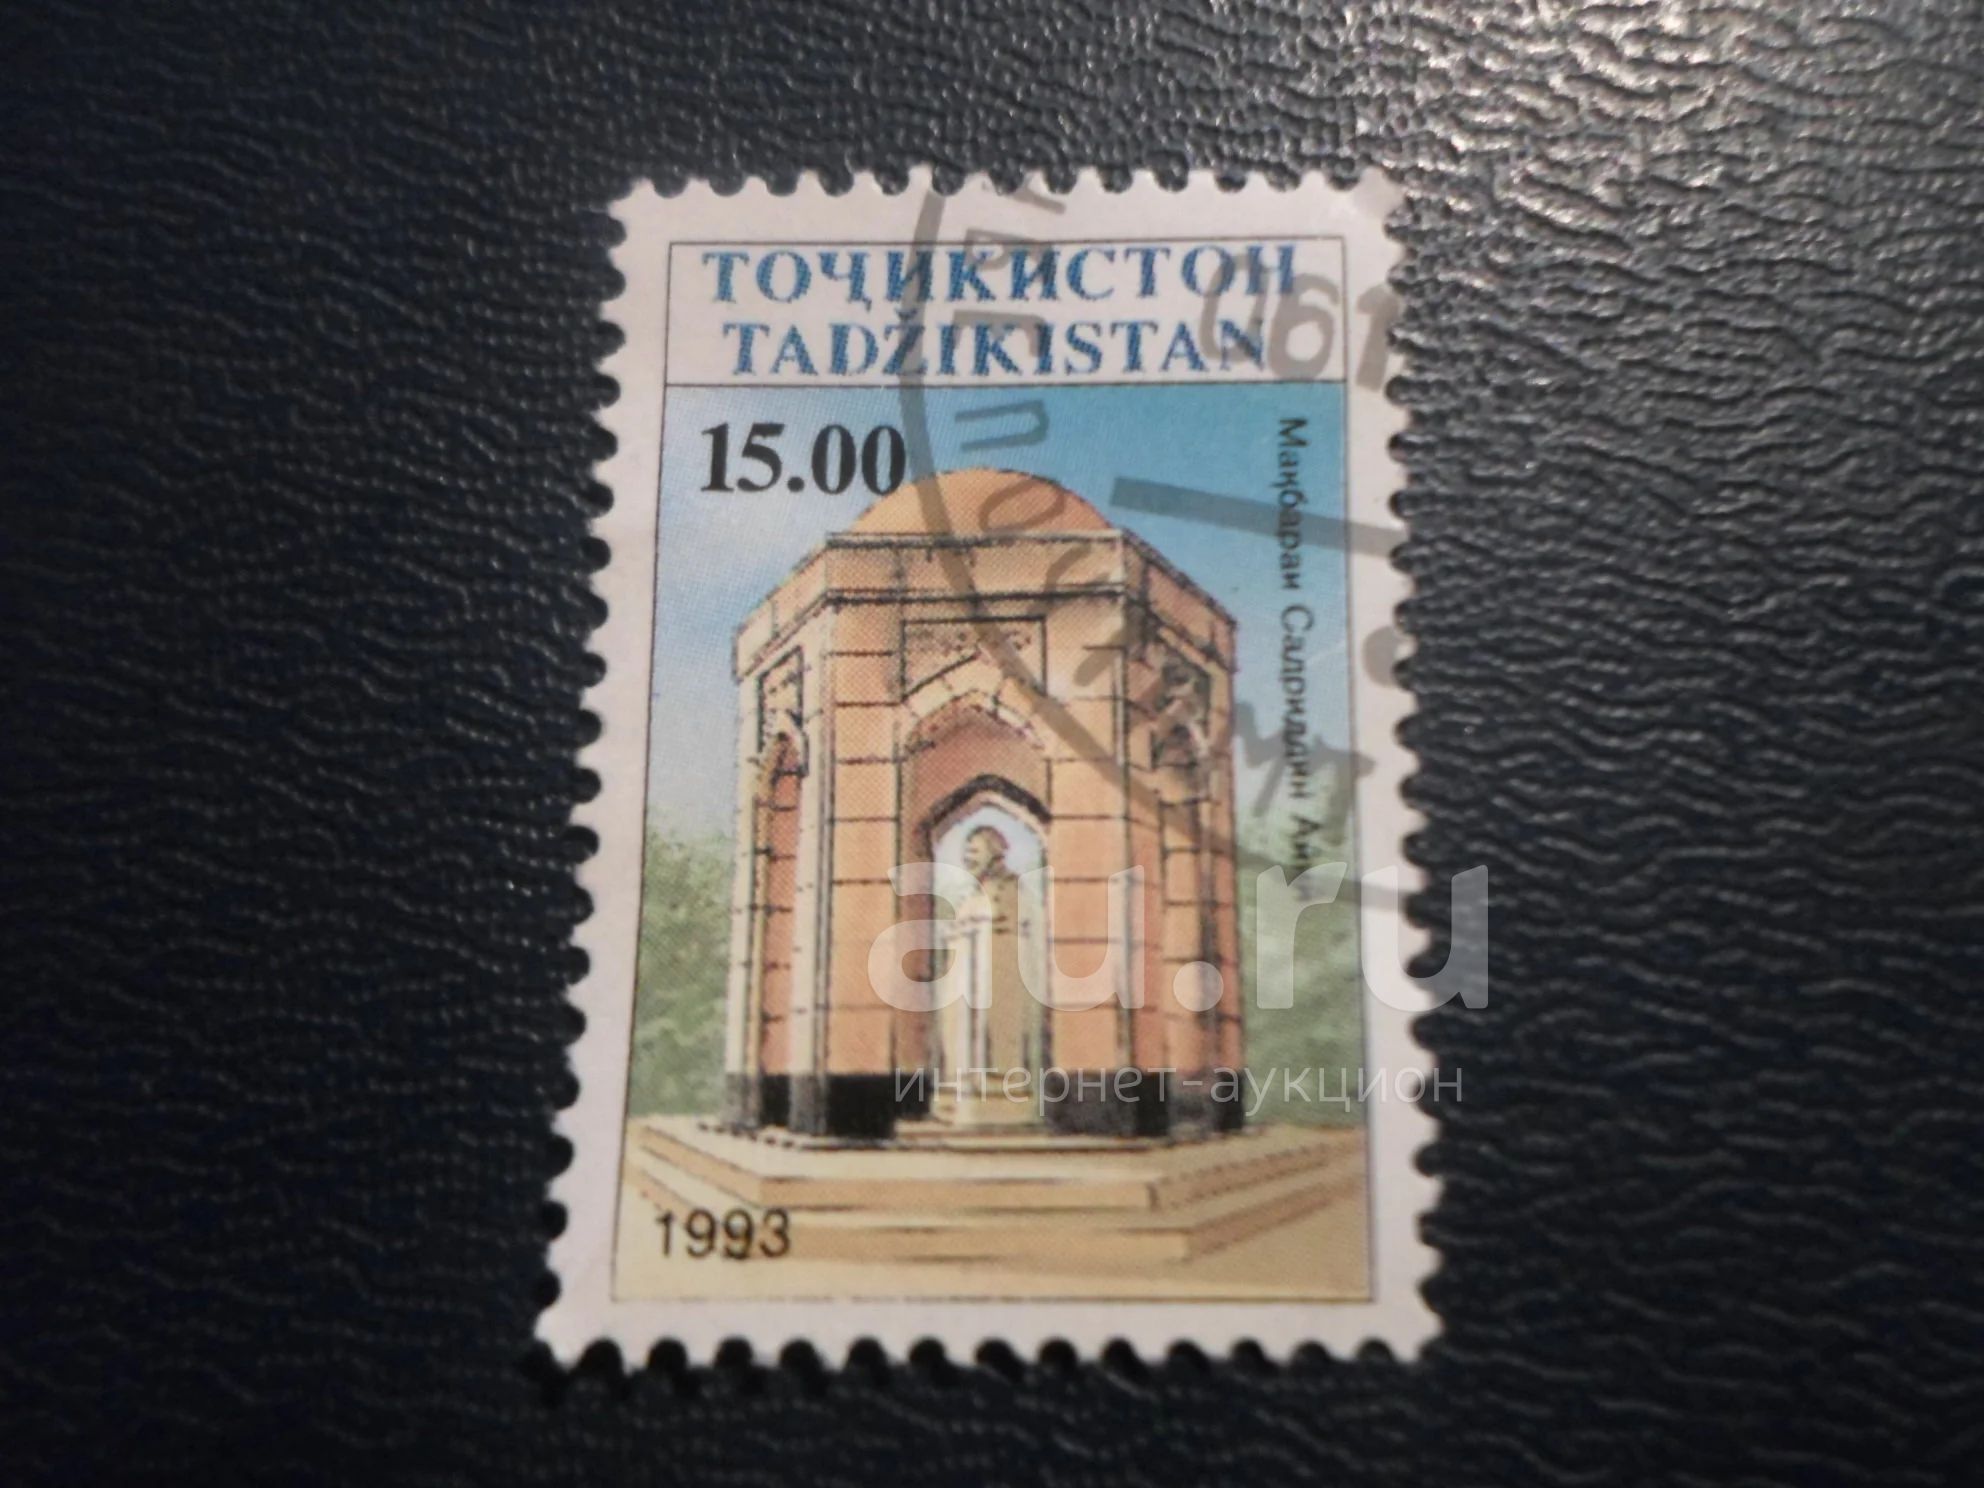 ТОҶИКИСТОН
TADŽIKISTAN
15.00
Мақбараи Садриддин Айнӣ
au.ru
интернет-аукцион
1993